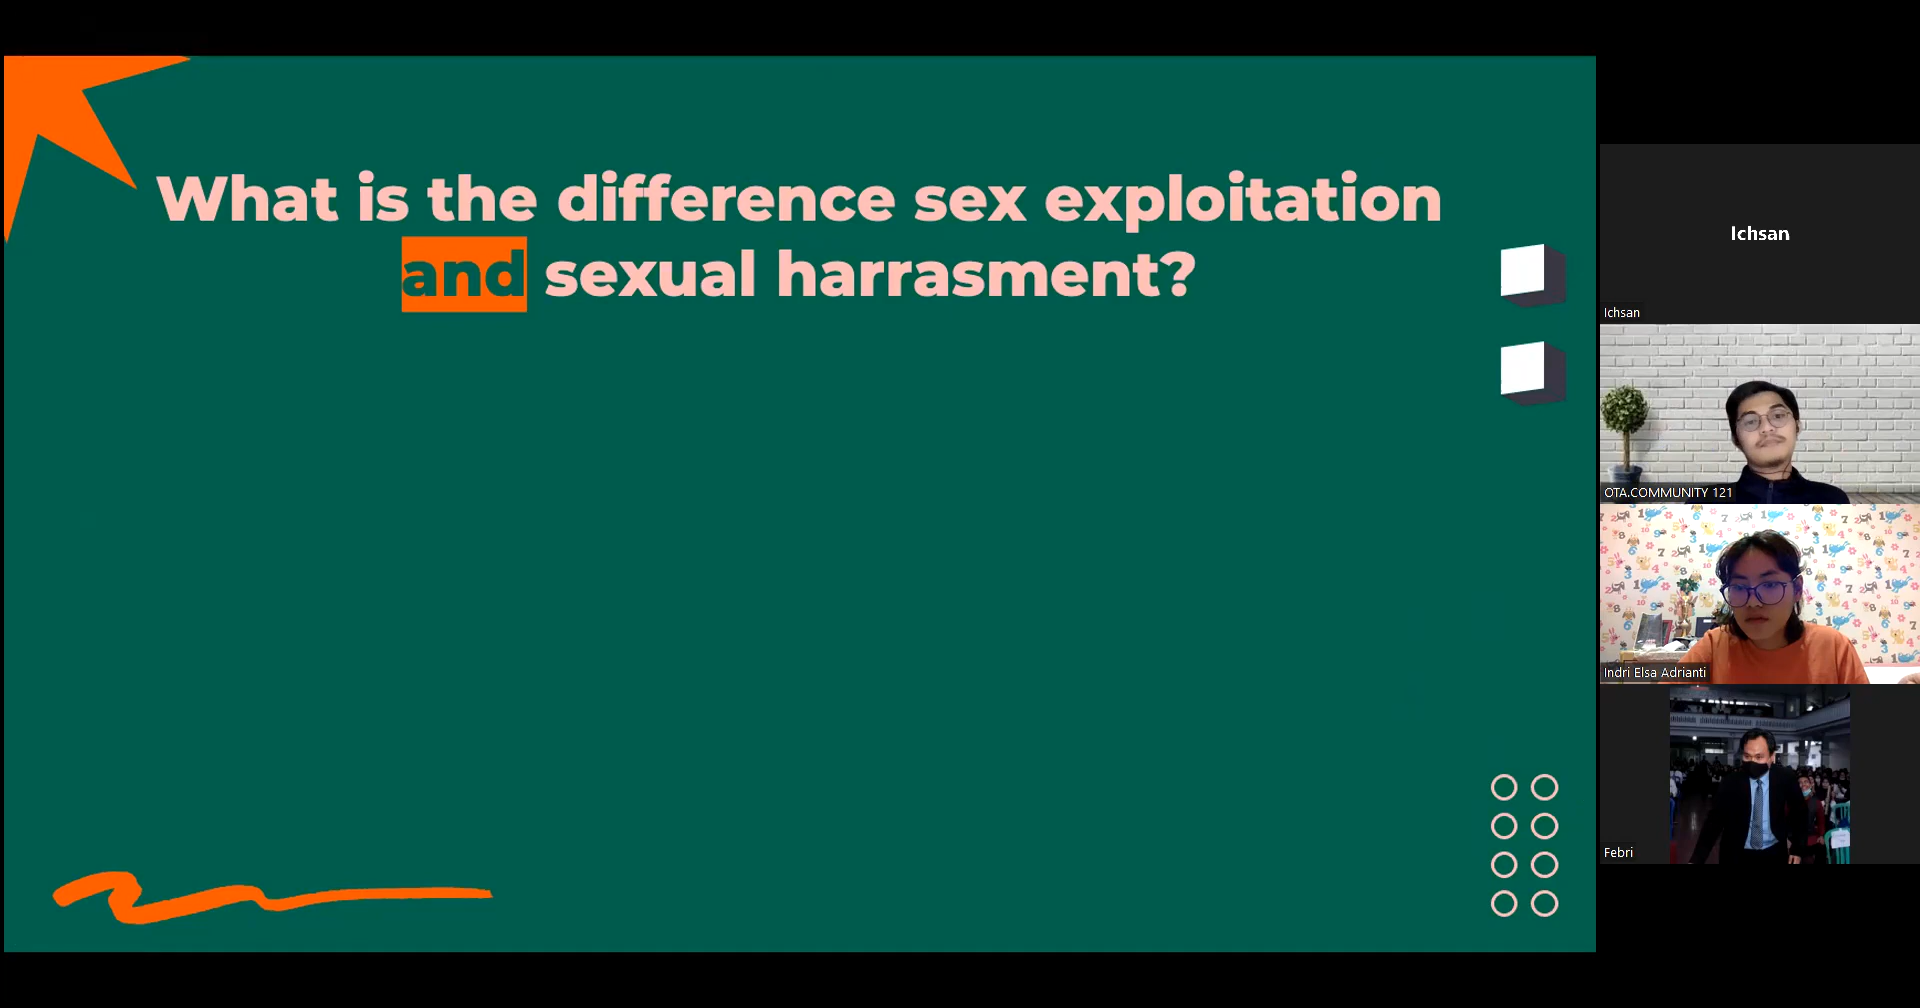 What is the difference sex exploitation
and sexual harrasment?
Ichsan
Ichsan
OTA.COMMUNITY 121
Indri Elsa Adrianti
Febri